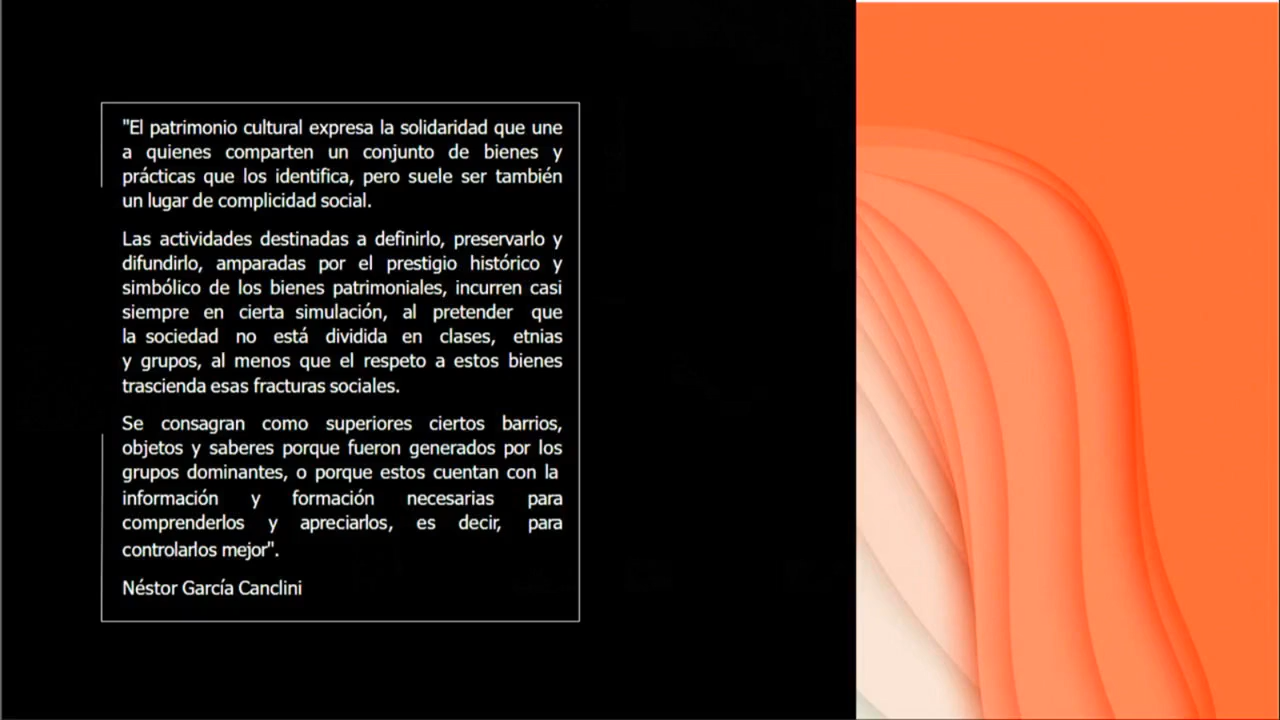 "El patrimonio cultural expresa la solidaridad que une
a quienes comparten un conjunto de bienes y
prácticas que los identifica, pero suele ser también
un lugar de complicidad social.
Las actividades destinadas a definirlo, preservarlo y
difundirlo, amparadas por el prestigio histórico y
simbólico de los bienes patrimoniales, incurren casi
siempre en cierta simulación, al pretender que
la sociedad no está dividida en clases, etnias
y grupos, al menos que el respeto a estos bienes
trascienda esas fracturas sociales.
Se consagran como superiores ciertos barrios,
objetos y saberes porque fueron generados por los
grupos dominantes, o porque estos cuentan con la
información y formación necesarias para
comprenderlos y apreciarlos, es decir, para
controlarlos mejor".
Néstor García Canclini